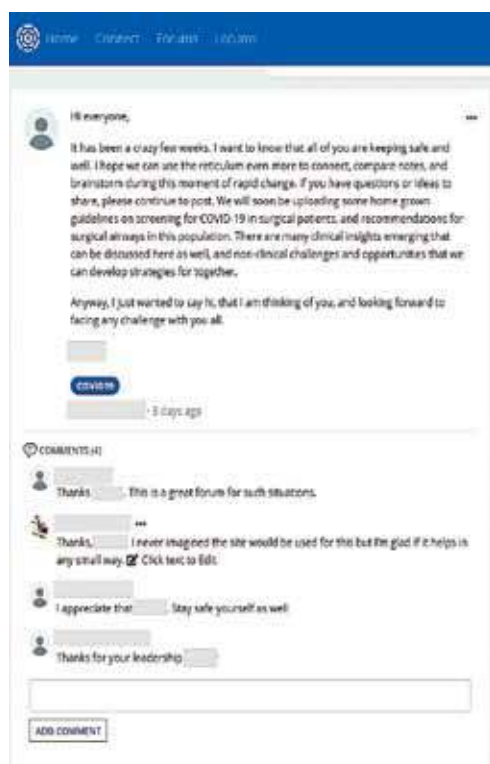 Home Connect Forums Locums
Hi everyone,
It has been a crazy few weeks. I want to know that all of you are keeping safe and
well. I hope we can use the reticulum even more to connect, compare notes, and
brainstorm during this moment of rapid change. If you have questions or ideas to
share, please continue to post. We will soon be uploading some home grown
guidelines on screening for COVID-19 in surgical patients, and recommendations for
surgical airways in this population. There are many clinical insights emerging that
can be discussed here as well, and non-clinical challenges and opportunities that we
can develop strategies for together.
Anyway, I just wanted to say hi, that I am thinking of you, and looking forward to
facing any challenge with you all.
COVID19
· 3 days ago
COMMENTS (4)
Thanks . This is a great forum for such situations.
Thanks, I never imagined the site would be used for this but I'm glad if it helps in
any small way. Click text to Edit
I appreciate that . Stay safe yourself as well
Thanks for your leadership
ADD COMMENT